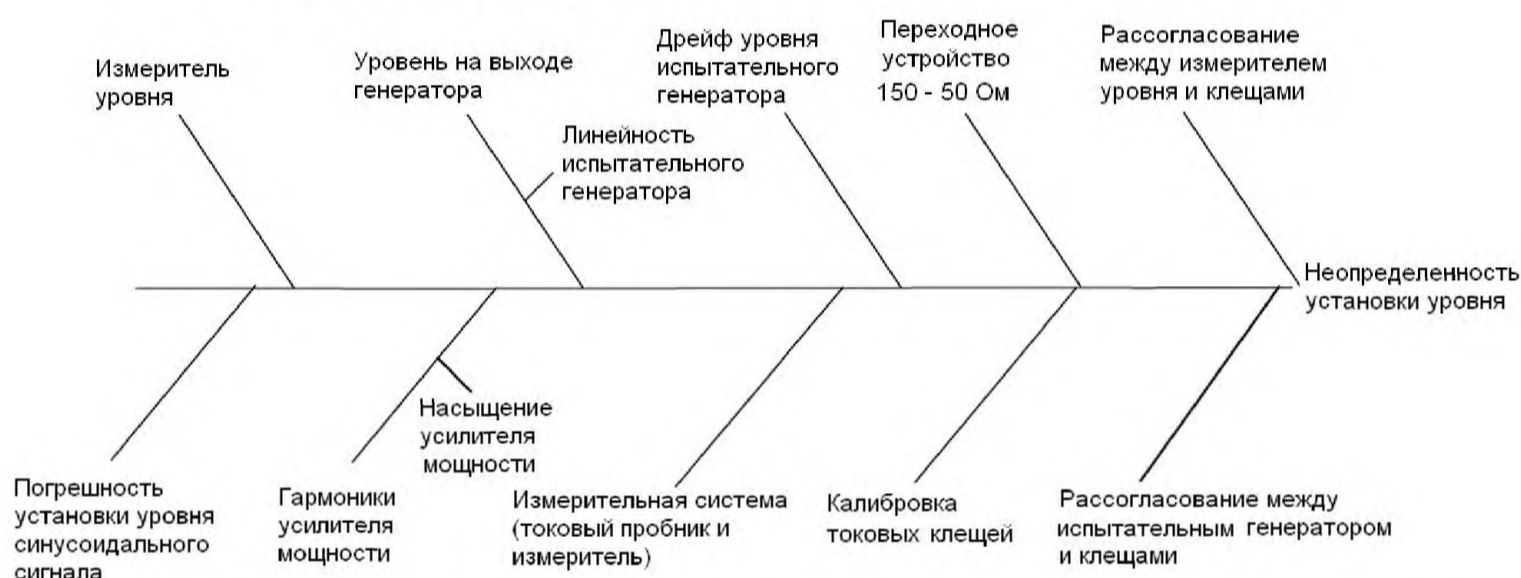 Измеритель
уровня
Уровень на выходе
генератора
Дрейф уровня
испытательного
генератора
Переходное
устройство
150 - 50 Ом
Рассогласование
между измерителем
уровня и клещами
Линейность
испытательного
генератора
Неопределенность
установки уровня
Насыщение
усилителя
мощности
Погрешность
установки уровня
синусоидального
сигнала
Гармоники
усилителя
мощности
Измерительная система
(токовый пробник и
измеритель)
Калибровка
токовых клещей
Рассогласование между
испытательным генератором
и клещами